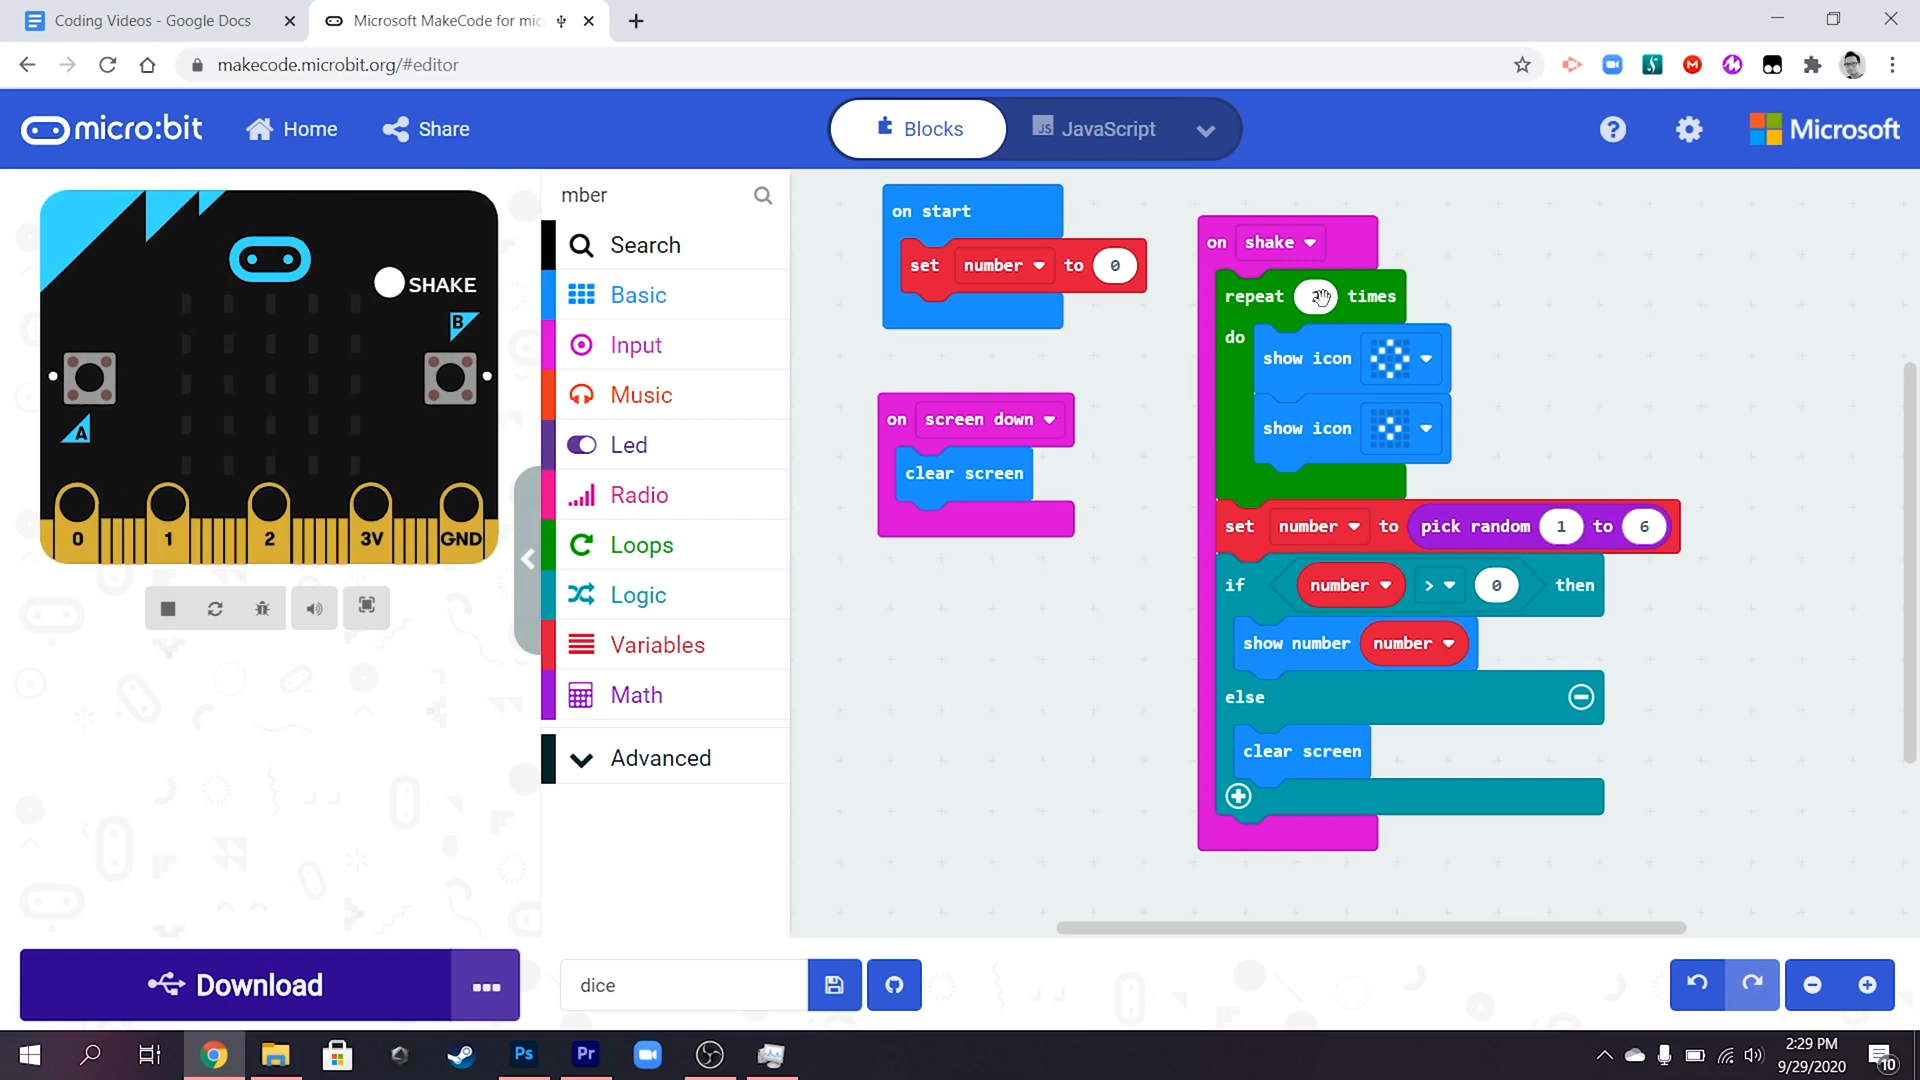 Coding Videos - Google Docs
Microsoft MakeCode for mic
makecode.microbit.org/#editor
micro:bit
Home
Share
Blocks
JS JavaScript
Microsoft
SHAKE
B
A
0 1 2 3V GND
mber
Search
Basic
Input
Music
Led
Radio
Loops
Logic
Variables
Math
Advanced
on start
set number to 0
on screen down
clear screen
on shake
repeat times
do
show icon
show icon
set number to pick random 1 to 6
if number > 0 then
show number number
else
clear screen
Download
dice
Ps
Pr
2:29 PM
9/29/2020
10